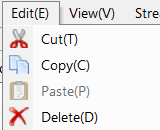 Edit(E) View(V) Stre
Cut(T)
Copy(C)
Paste(P)
Delete(D)